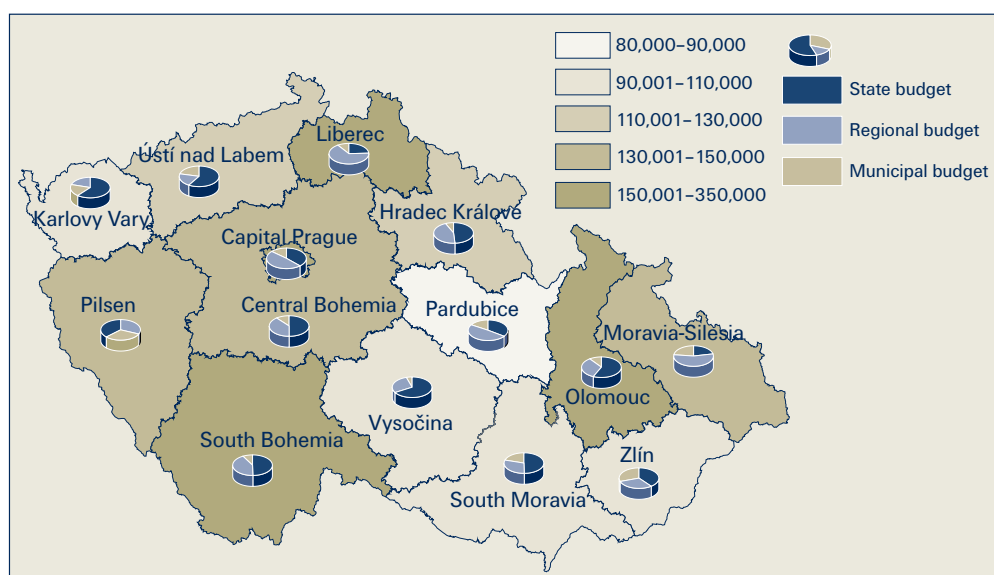 80,000–90,000
90,001–110,000
110,001–130,000
130,001–150,000
150,001–350,000
State budget
Regional budget
Municipal budget
Liberec
Ústí nad Labem
Karlovy Vary
Hradec Králové
Capital Prague
Pilsen
Central Bohemia
Pardubice
Moravia-Silesia
Olomouc
Vysočina
South Bohemia
Zlín
South Moravia